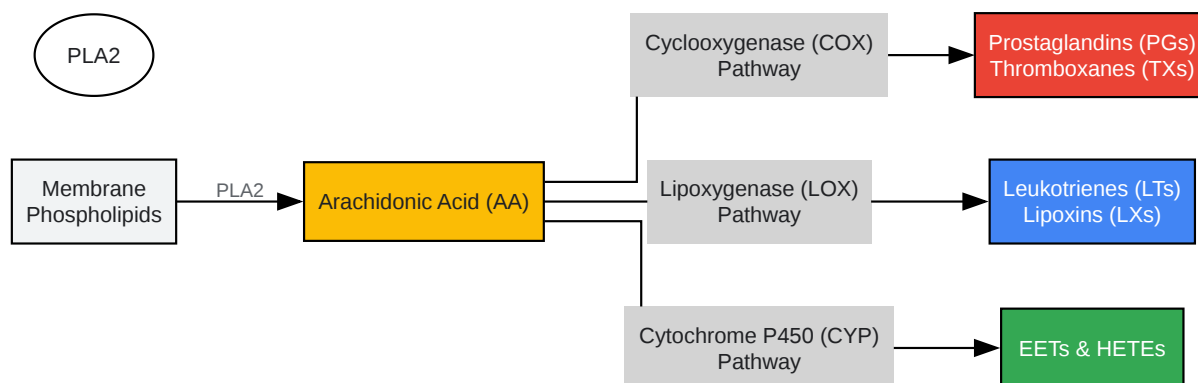 PLA2
Cyclooxygenase (COX)
Pathway
Prostaglandins (PGs)
Thromboxanes (TXs)
Membrane
Phospholipids
PLA2
Arachidonic Acid (AA)
Lipoxygenase (LOX)
Pathway
Leukotrienes (LTs)
Lipoxins (LXs)
Cytochrome P450 (CYP)
Pathway
EETs & HETEs